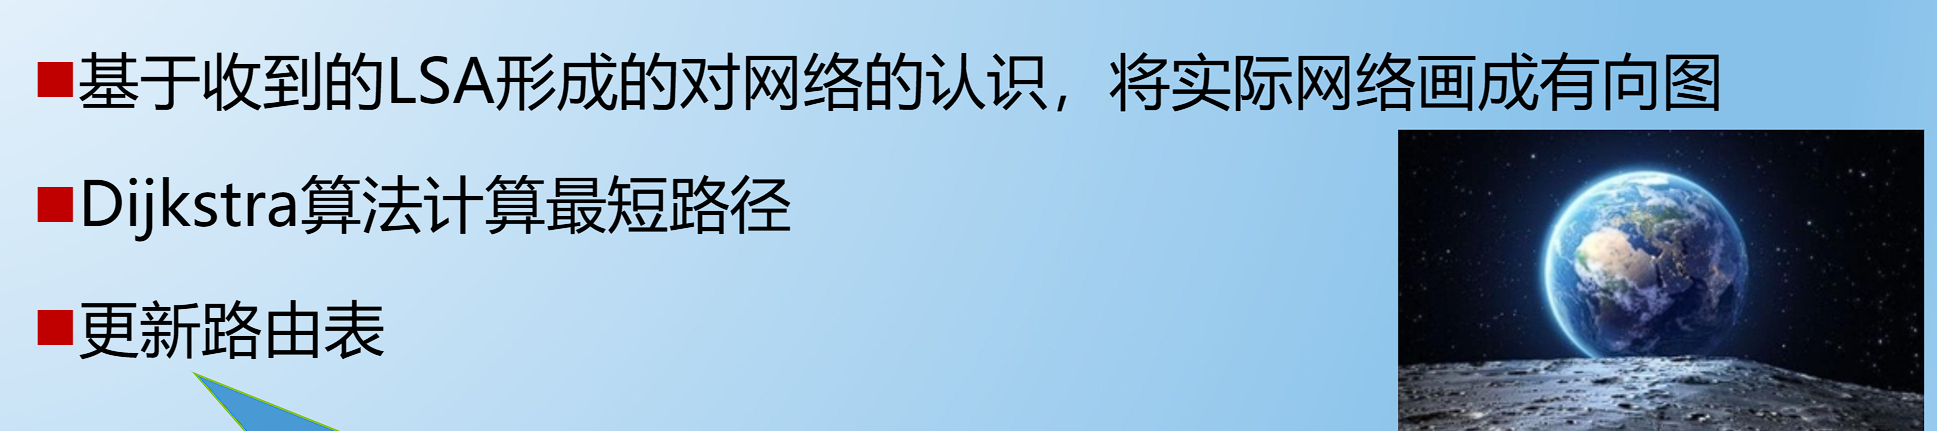 基于收到的LSA形成的对网络的认识，将实际网络画成有向图
Dijkstra算法计算最短路径
更新路由表